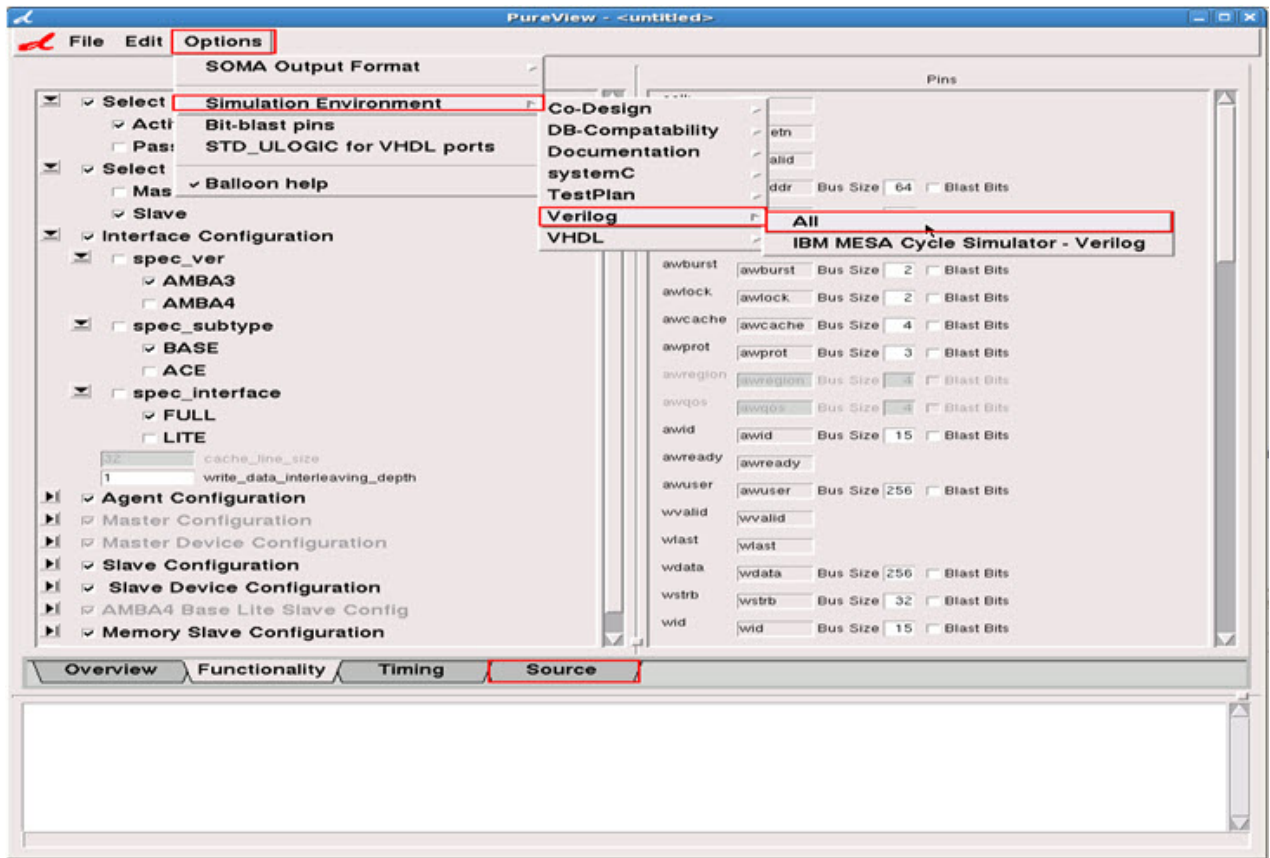 PureView - <untitled>
File Edit Options
SOMA Output Format
Simulation Environment
Bit-blast pins
STD_ULOGIC for VHDL ports
Balloon help
Co-Design
DB-Compatability
Documentation
systemC
TestPlan
Verilog
VHDL
All
IBM MESA Cycle Simulator - Verilog
Select
Acti
Pas
Select
Mas
Slave
Interface Configuration
spec_ver
AMBA3
AMBA4
spec_subtype
BASE
ACE
spec_interface
FULL
LITE
32 cache_line_size
1 write_data_interleaving_depth
Agent Configuration
Master Configuration
Master Device Configuration
Slave Configuration
Slave Device Configuration
AMBA4 Base Lite Slave Config
Memory Slave Configuration
Pins
etn
alid
ddr Bus Size 64 Blast Bits
awburst awburst Bus Size 2 Blast Bits
awlock awlock Bus Size 2 Blast Bits
awcache awcache Bus Size 4 Blast Bits
awprot awprot Bus Size 3 Blast Bits
awregion awregion Bus Size 4 Blast Bits
awqos awqos Bus Size 4 Blast Bits
awid awid Bus Size 15 Blast Bits
awready awready
awuser awuser Bus Size 256 Blast Bits
wvalid wvalid
wlast wlast
wdata wdata Bus Size 256 Blast Bits
wstrb wstrb Bus Size 32 Blast Bits
wid wid Bus Size 15 Blast Bits
Overview Functionality Timing Source